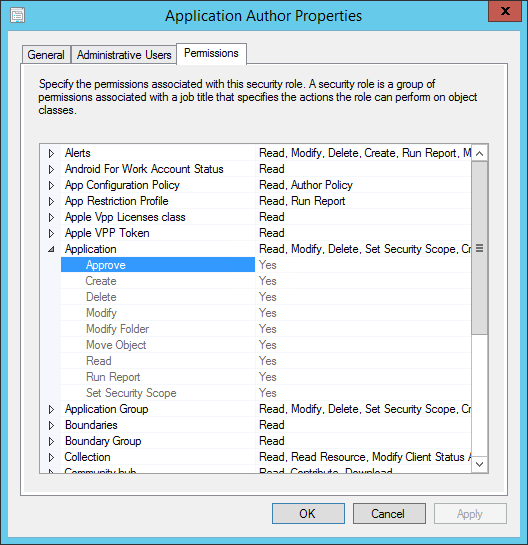 Application Author Properties
x
General Administrative Users Permissions
Specify the permissions associated with this security role. A security role is a group of
permissions associated with a job title that specifies the actions the role can perform on object
classes.
Alerts Read, Modify, Delete, Create, Run Report, M
Android For Work Account Status Read
App Configuration Policy Read, Author Policy
App Restriction Profile Read, Run Report
Apple Vpp Licenses class Read
Apple VPP Token Read
Application Read, Modify, Delete, Set Security Scope, Cr
Approve Yes
Create Yes
Delete Yes
Modify Yes
Modify Folder Yes
Move Object Yes
Read Yes
Run Report Yes
Set Security Scope Yes
Application Group Read, Modify, Delete, Set Security Scope, Cr
Boundaries Read
Boundary Group Read
Collection Read, Read Resource, Modify Client Status A
Community hub Read, Contribute, Download
OK Cancel Apply